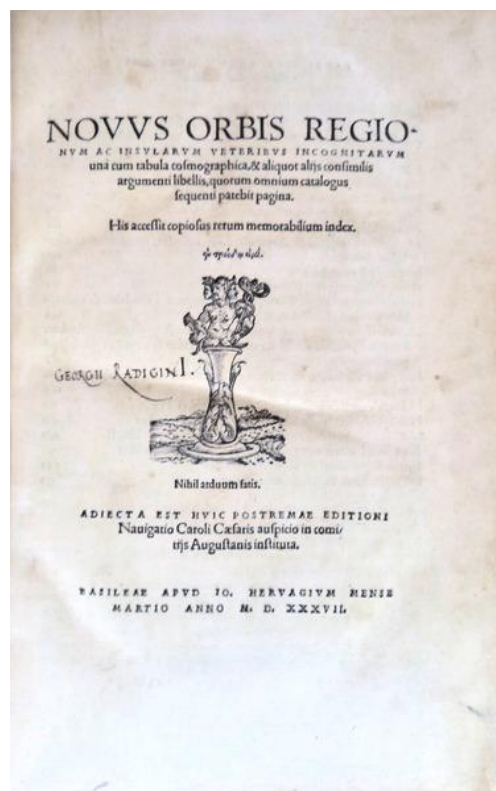 NOVVS ORBIS REGIO-
NVM AC INSVLARVM VETERIBVS INCOGNITARVM
unà cum tabula cosmographica, & aliquot alijs consimilis
argumenti libellis, quorum omnium catalogus
sequenti patebit pagina.
His accessit copiosus rerum memorabilium index.
GEORGII RADIGINI.
Nihil arduum fatis.
ADIECTA EST HVIC POSTREMAE EDITIONI
Nauigatio Caroli Cæsaris auspicio in comi/
tijs Augustanis instituta.
BASILEAE APVD IO. HERVAGIVM MENSE
MARTIO ANNO M. D. XXXVII.